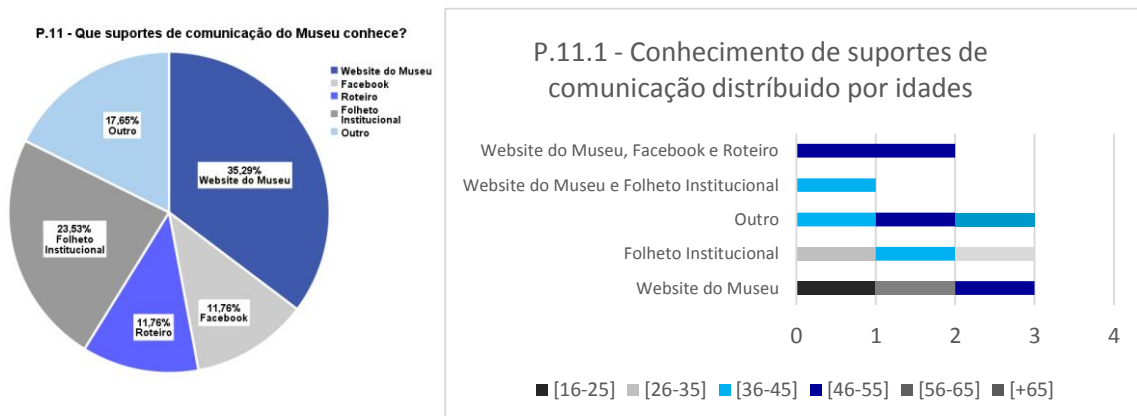 P.11 - Que suportes de comunicação do Museu conhece?
Website do Museu
Facebook
Roteiro
Folheto
Institucional
Outro
17,65%
Outro
35,29%
Website do Museu
23,53%
Folheto
Institucional
11,76%
Facebook
11,76%
Roteiro
P.11.1 - Conhecimento de suportes de
comunicação distríbuido por idades
Website do Museu, Facebook e Roteiro
Website do Museu e Folheto Institucional
Outro
Folheto Institucional
Website do Museu
0 1 2 3 4
[16-25] [26-35] [36-45] [46-55] [56-65] [+65]